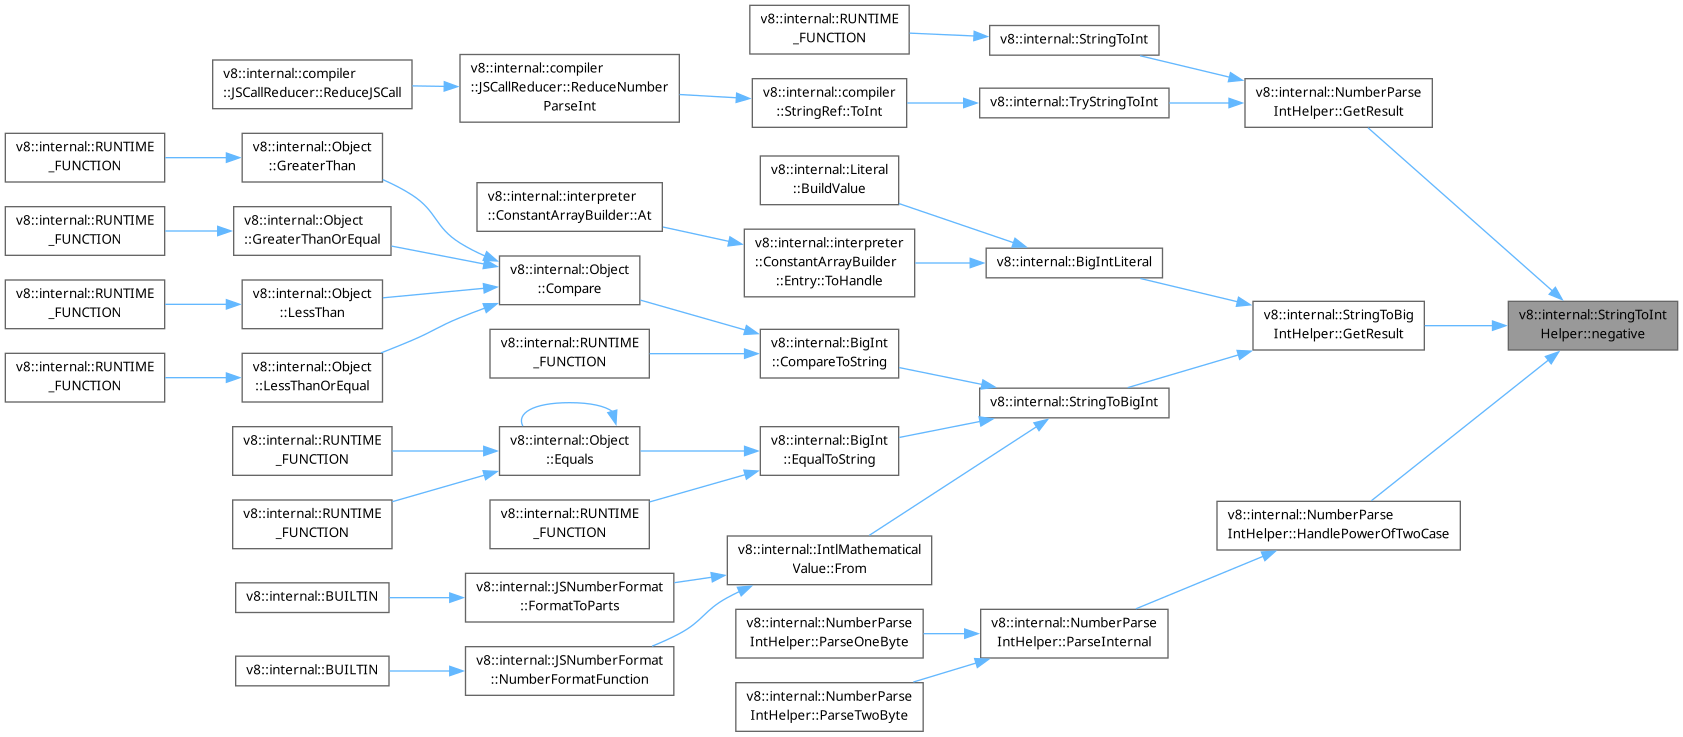 v8::internal::RUNTIME
_FUNCTION
v8::internal::StringToInt
v8::internal::compiler
::JSCallReducer::ReduceJSCall
v8::internal::compiler
::JSCallReducer::ReduceNumber
ParseInt
v8::internal::compiler
::StringRef::ToInt
v8::internal::TryStringToInt
v8::internal::NumberParse
IntHelper::GetResult
v8::internal::RUNTIME
_FUNCTION
v8::internal::Object
::GreaterThan
v8::internal::Literal
::BuildValue
v8::internal::interpreter
::ConstantArrayBuilder::At
v8::internal::RUNTIME
_FUNCTION
v8::internal::Object
::GreaterThanOrEqual
v8::internal::interpreter
::ConstantArrayBuilder
::Entry::ToHandle
v8::internal::BigIntLiteral
v8::internal::Object
::Compare
v8::internal::RUNTIME
_FUNCTION
v8::internal::Object
::LessThan
v8::internal::StringToBig
IntHelper::GetResult
v8::internal::StringToInt
Helper::negative
v8::internal::RUNTIME
_FUNCTION
v8::internal::BigInt
::CompareToString
v8::internal::RUNTIME
_FUNCTION
v8::internal::Object
::LessThanOrEqual
v8::internal::StringToBigInt
v8::internal::RUNTIME
_FUNCTION
v8::internal::Object
::Equals
v8::internal::BigInt
::EqualToString
v8::internal::RUNTIME
_FUNCTION
v8::internal::RUNTIME
_FUNCTION
v8::internal::NumberParse
IntHelper::HandlePowerOfTwoCase
v8::internal::IntlMathematical
Value::From
v8::internal::BUILTIN
v8::internal::JSNumberFormat
::FormatToParts
v8::internal::NumberParse
IntHelper::ParseOneByte
v8::internal::NumberParse
IntHelper::ParseInternal
v8::internal::BUILTIN
v8::internal::JSNumberFormat
::NumberFormatFunction
v8::internal::NumberParse
IntHelper::ParseTwoByte